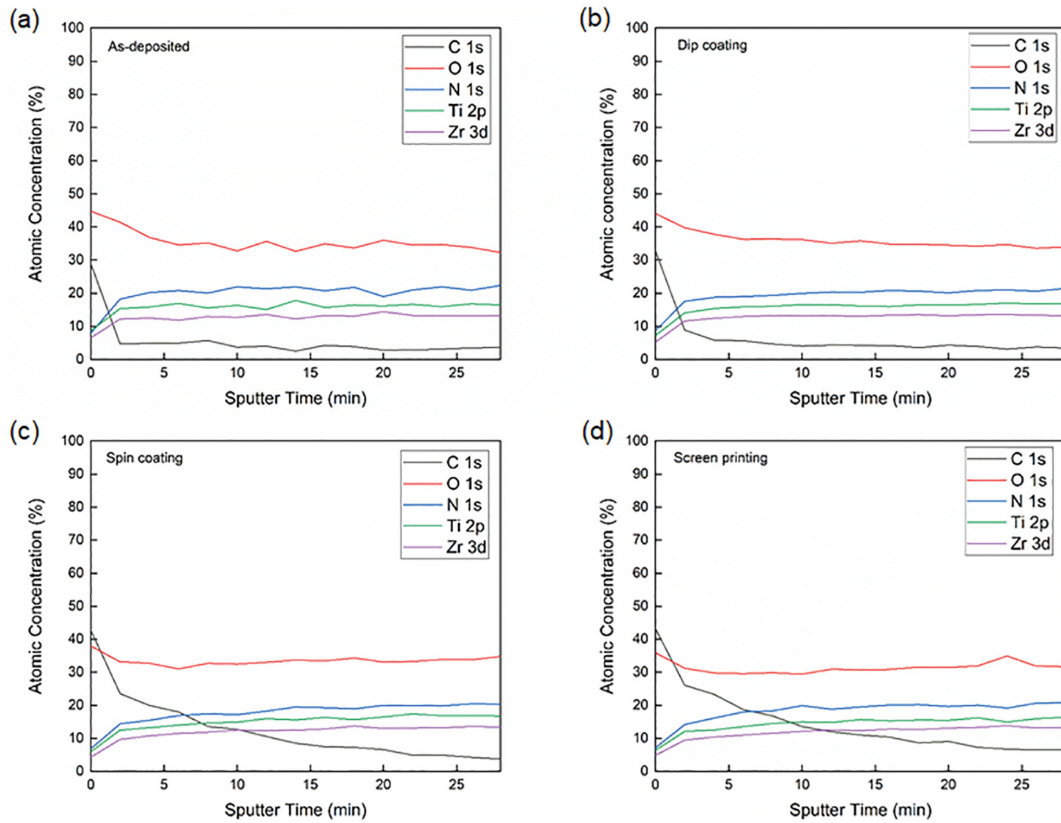 (a)
As-deposited
C 1s
O 1s
N 1s
Ti 2p
Zr 3d
Atomic Concentration (%)
100
90
80
70
60
50
40
30
20
10
0
0 5 10 15 20 25
Sputter Time (min)
(b)
Dip coating
C 1s
O 1s
N 1s
Ti 2p
Zr 3d
Atomic concentration (%)
100
90
80
70
60
50
40
30
20
10
0
0 5 10 15 20 25
Sputter Time (min)
(c)
Spin coating
C 1s
O 1s
N 1s
Ti 2p
Zr 3d
Atomic Concentration (%)
100
90
80
70
60
50
40
30
20
10
0
0 5 10 15 20 25
Sputter Time (min)
(d)
Screen printing
C 1s
O 1s
N 1s
Ti 2p
Zr 3d
Atomic Concentration (%)
100
90
80
70
60
50
40
30
20
10
0
0 5 10 15 20 25
Sputter Time (min)